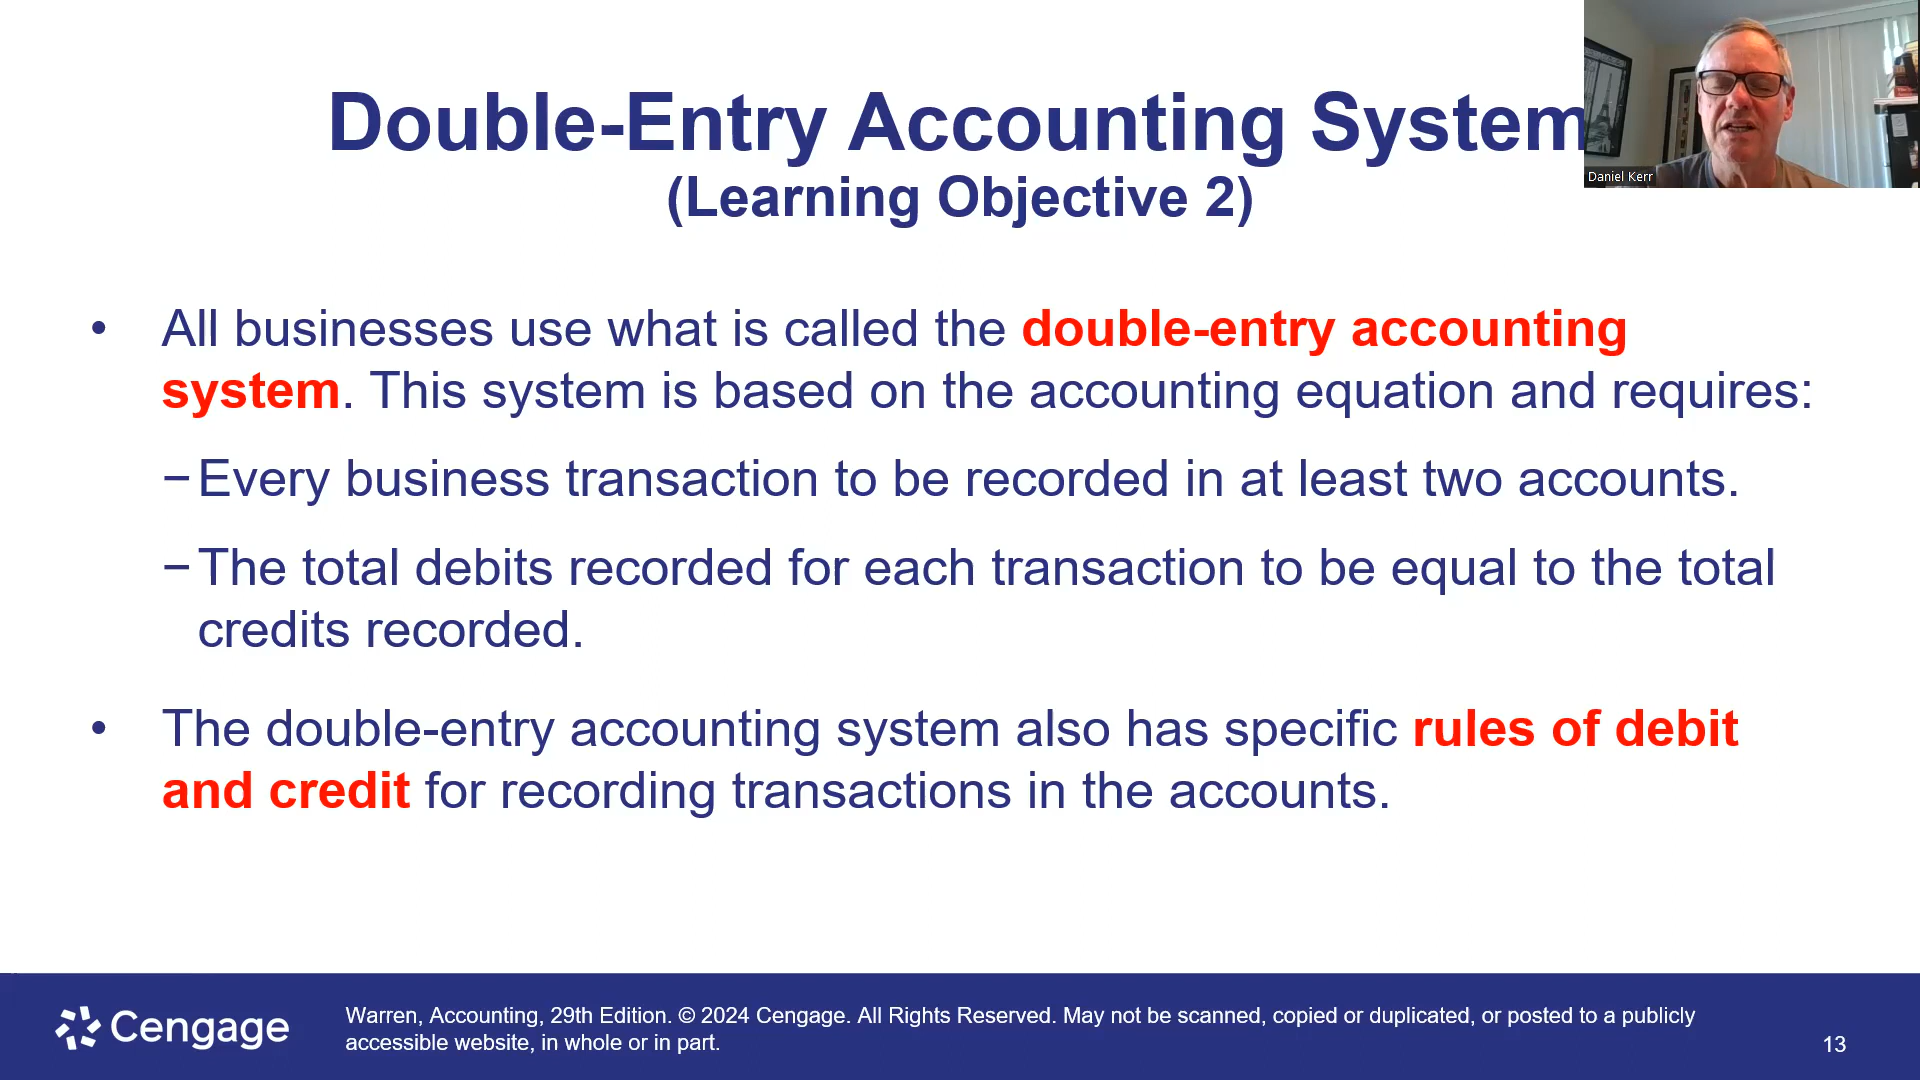 Double-Entry Accounting System
(Learning Objective 2)
Daniel Kerr
• All businesses use what is called the double-entry accounting
system. This system is based on the accounting equation and requires:
−Every business transaction to be recorded in at least two accounts.
−The total debits recorded for each transaction to be equal to the total
credits recorded.
• The double-entry accounting system also has specific rules of debit
and credit for recording transactions in the accounts.
Cengage
Warren, Accounting, 29th Edition. © 2024 Cengage. All Rights Reserved. May not be scanned, copied or duplicated, or posted to a publicly
accessible website, in whole or in part.
13